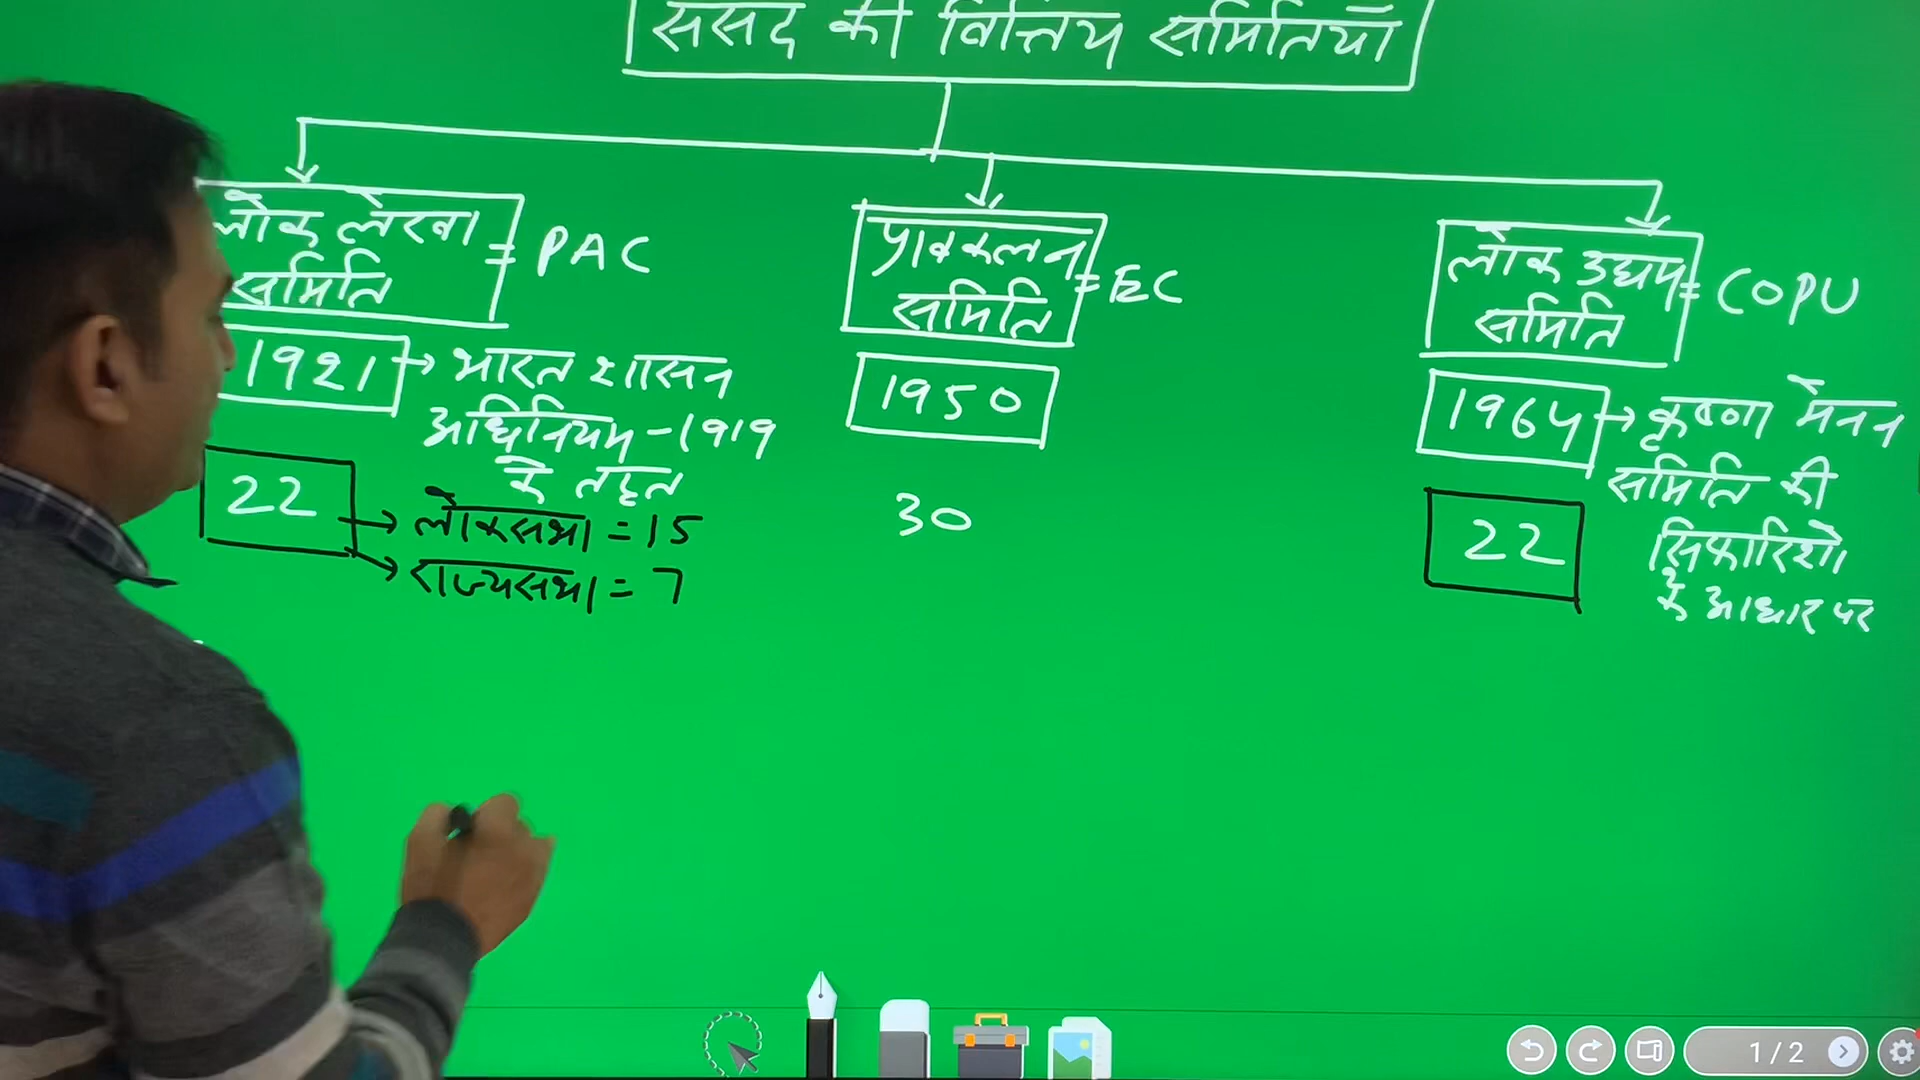 संसद की वित्तिय समितियाँ
लोक लेखा
समिति
= PAC
1921 → भारत शासन
अधिनियम - 1919
के तहत
22
→ लोकसभा = 15
→ राज्यसभा = 7
प्राक्कलन
समिति
= EC
1950
30
लोक उद्यम
समिति
= COPU
1964 → कृष्णा मेनन
समिति की
सिफारिशो
के आधार पर
22
1 / 2